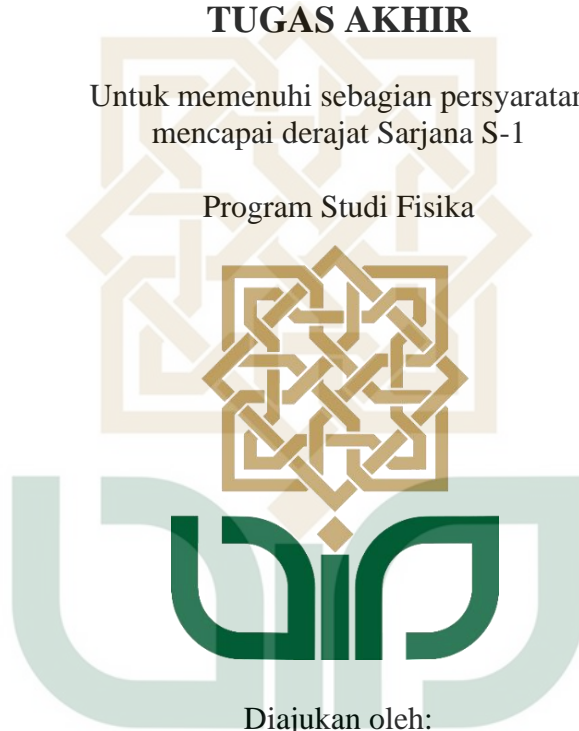 TUGAS AKHIR
Untuk memenuhi sebagian persyaratan
mencapai derajat Sarjana S-1
Program Studi Fisika
Diajukan oleh: